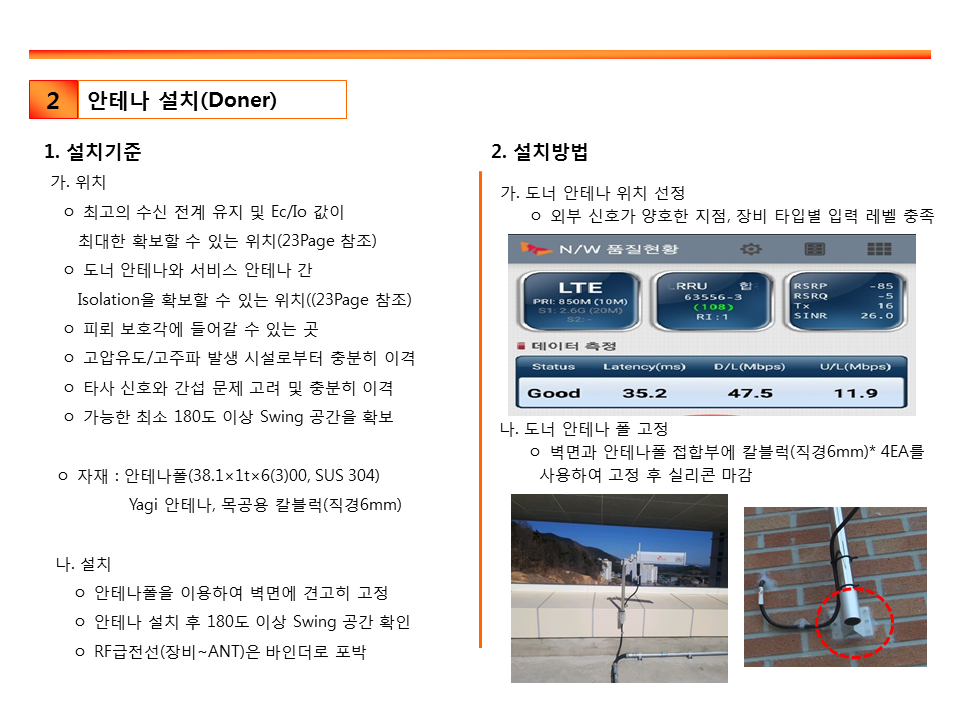 2 안테나 설치(Doner)
1. 설치기준
가. 위치
ㅇ 최고의 수신 전계 유지 및 Ec/Io 값이
최대한 확보할 수 있는 위치(23Page 참조)
ㅇ 도너 안테나와 서비스 안테나 간
Isolation을 확보할 수 있는 위치((23Page 참조)
ㅇ 피뢰 보호각에 들어갈 수 있는 곳
ㅇ 고압유도/고주파 발생 시설로부터 충분히 이격
ㅇ 타사 신호와 간섭 문제 고려 및 충분히 이격
ㅇ 가능한 최소 180도 이상 Swing 공간을 확보
ㅇ 자재 : 안테나폴(38.1×1t×6(3)00, SUS 304)
Yagi 안테나, 목공용 칼블럭(직경6mm)
나. 설치
ㅇ 안테나폴을 이용하여 벽면에 견고히 고정
ㅇ 안테나 설치 후 180도 이상 Swing 공간 확인
ㅇ RF급전선(장비~ANT)은 바인더로 포박
2. 설치방법
가. 도너 안테나 위치 선정
ㅇ 외부 신호가 양호한 지점, 장비 타입별 입력 레벨 충족
N/W 품질현황
LTE
PRI: 850M (10M)
S1: 2.6G (20M)
S2: -
RRU 합
63556-3
(108)
RI:1
RSRP -85
RSRQ -5
Tx 16
SINR 26.0
데이터 측정
Status Latency(ms) D/L(Mbps) U/L(Mbps)
Good 35.2 47.5 11.9
나. 도너 안테나 폴 고정
ㅇ 벽면과 안테나폴 접합부에 칼블럭(직경6mm)* 4EA를
사용하여 고정 후 실리콘 마감